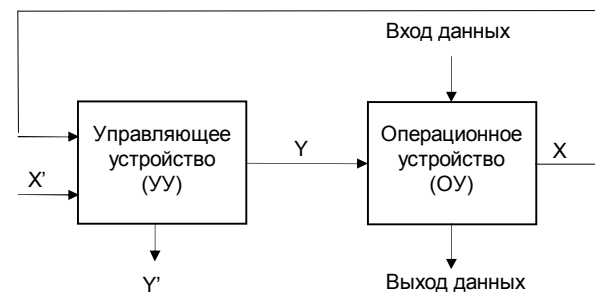 Вход данных
Управляющее
устройство
(УУ)
Y
Операционное
устройство
(ОУ)
X
X’
Y’
Выход данных